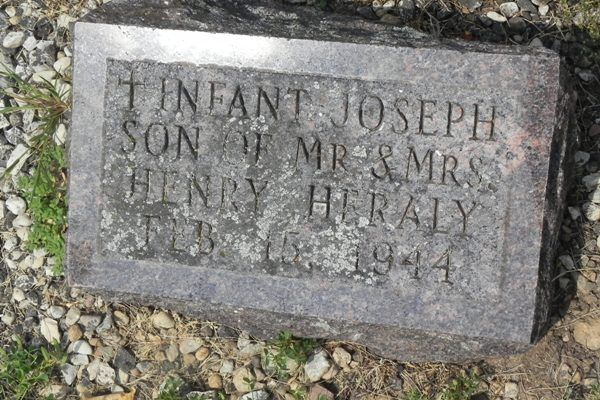 ✝ INFANT JOSEPH
SON OF MR. & MRS.
HENRY HERALY
FEB. 15, 1944